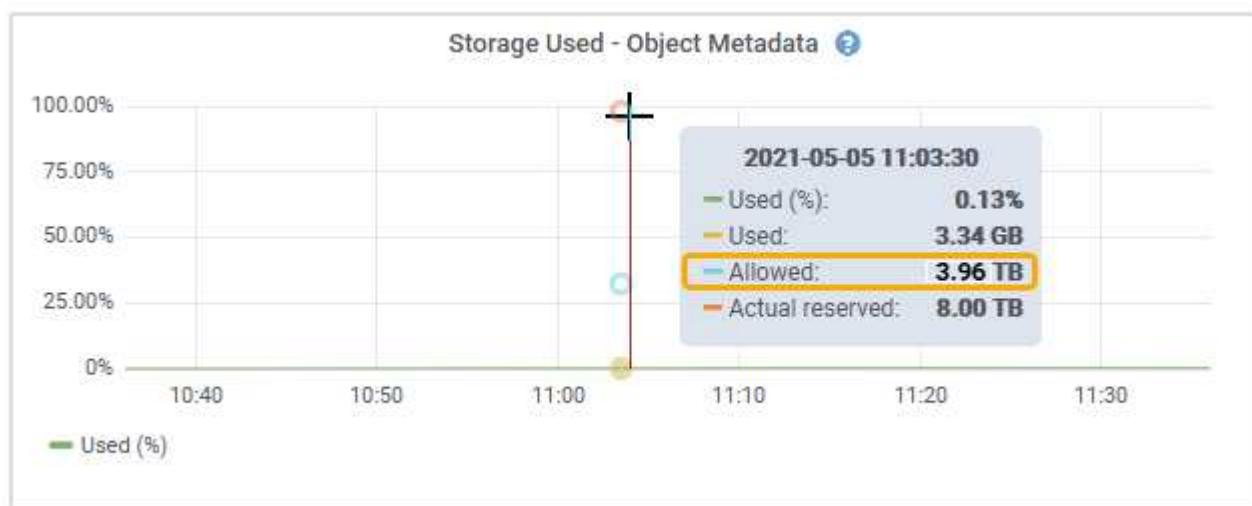 Storage Used - Object Metadata ?
100.00%
75.00%
50.00%
25.00%
0%
10:40 10:50 11:00 11:10 11:20 11:30
2021-05-05 11:03:30
Used (%): 0.13%
Used: 3.34 GB
Allowed: 3.96 TB
Actual reserved: 8.00 TB
Used (%)